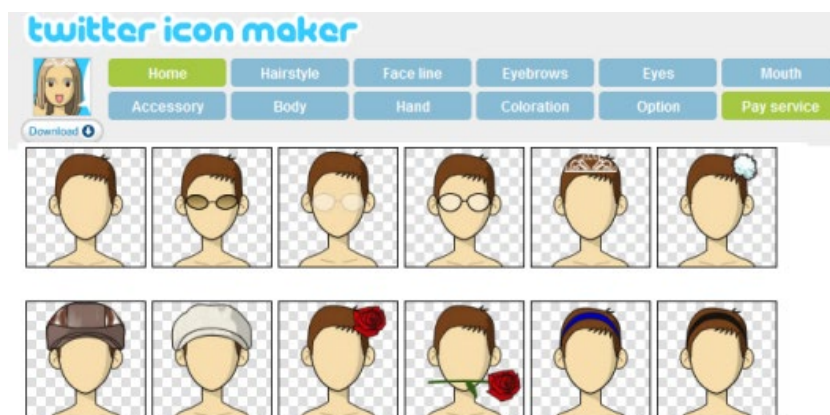 twitter icon maker
Home Hairstyle Face line Eyebrows Eyes Mouth
Accessory Body Hand Coloration Option Pay service
Download